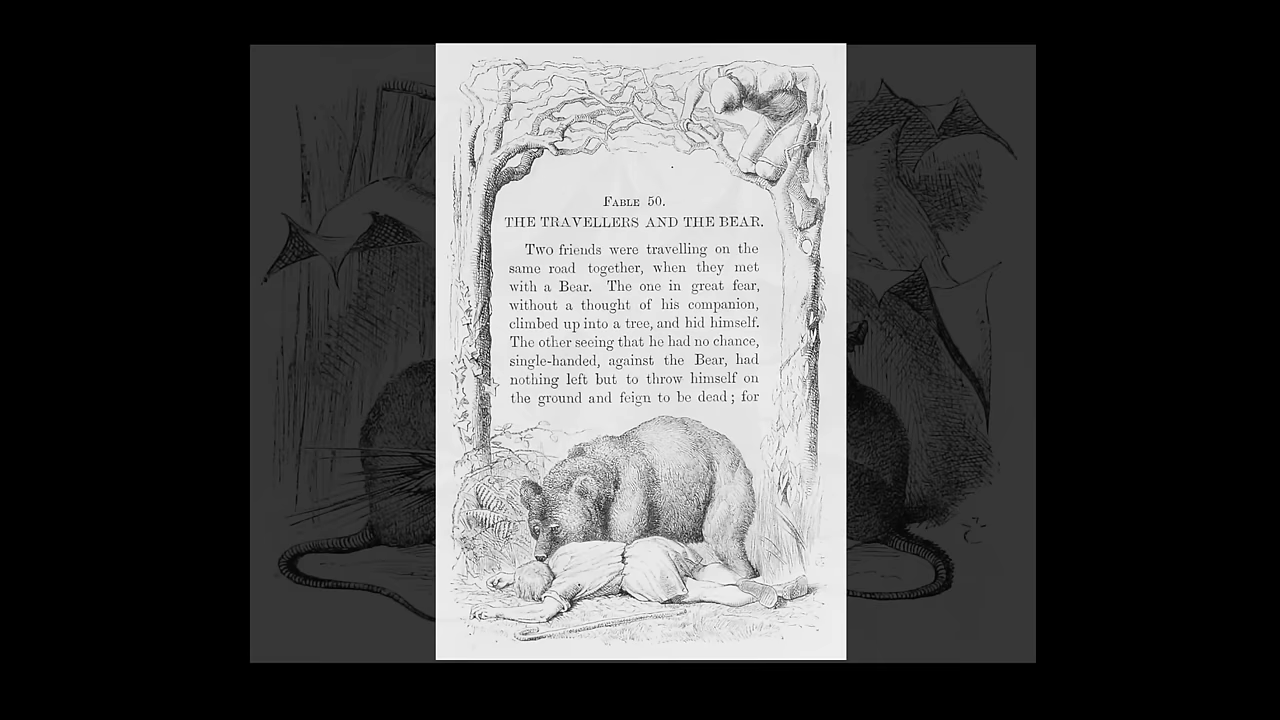 Fable 50.
THE TRAVELLERS AND THE BEAR.
Two friends were travelling on the
same road together, when they met
with a Bear. The one in great fear,
without a thought of his companion,
climbed up into a tree, and hid himself.
The other seeing that he had no chance,
single-handed, against the Bear, had
nothing left but to throw himself on
the ground and feign to be dead; for